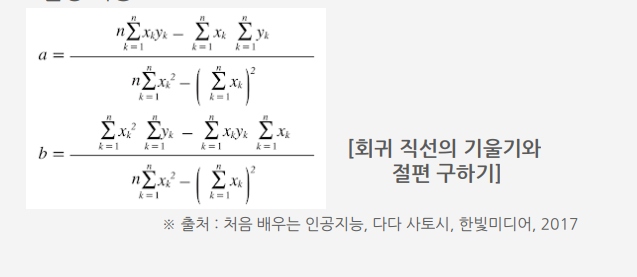 a = \frac{n\sum_{k=1}^{n} x_k y_k - \sum_{k=1}^{n} x_k \sum_{k=1}^{n} y_k}{n\sum_{k=1}^{n} x_k^2 - \left( \sum_{k=1}^{n} x_k \right)^2}
b = \frac{\sum_{k=1}^{n} x_k^2 \sum_{k=1}^{n} y_k - \sum_{k=1}^{n} x_k y_k \sum_{k=1}^{n} x_k}{n\sum_{k=1}^{n} x_k^2 - \left( \sum_{k=1}^{n} x_k \right)^2}
[회귀 직선의 기울기와
절편 구하기]
※ 출처 : 처음 배우는 인공지능, 다다 사토시, 한빛미디어, 2017